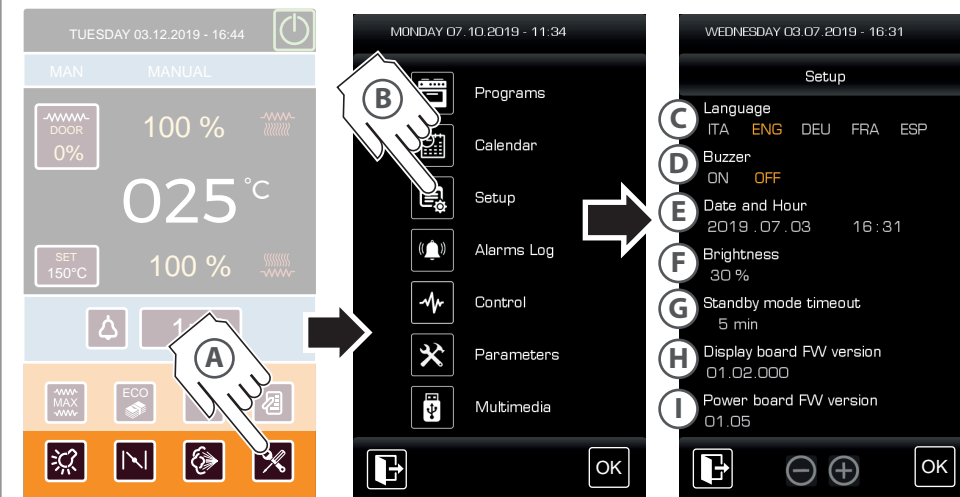 TUESDAY 03.12.2019 - 16:44
MAN MANUAL
DOOR
0%
100 %
025°C
SET
150°C
100 %
1
A
MAX
ECO
MONDAY 07.10.2019 - 11:34
B
Programs
Calendar
Setup
Alarms Log
Control
Parameters
Multimedia
OK
WEDNESDAY 03.07.2019 - 16:31
Setup
C
Language
ITA ENG DEU FRA ESP
D
Buzzer
ON OFF
E
Date and Hour
2019.07.03 16:31
F
Brightness
30 %
G
Standby mode timeout
5 min
H
Display board FW version
01.02.000
I
Power board FW version
01.05
OK